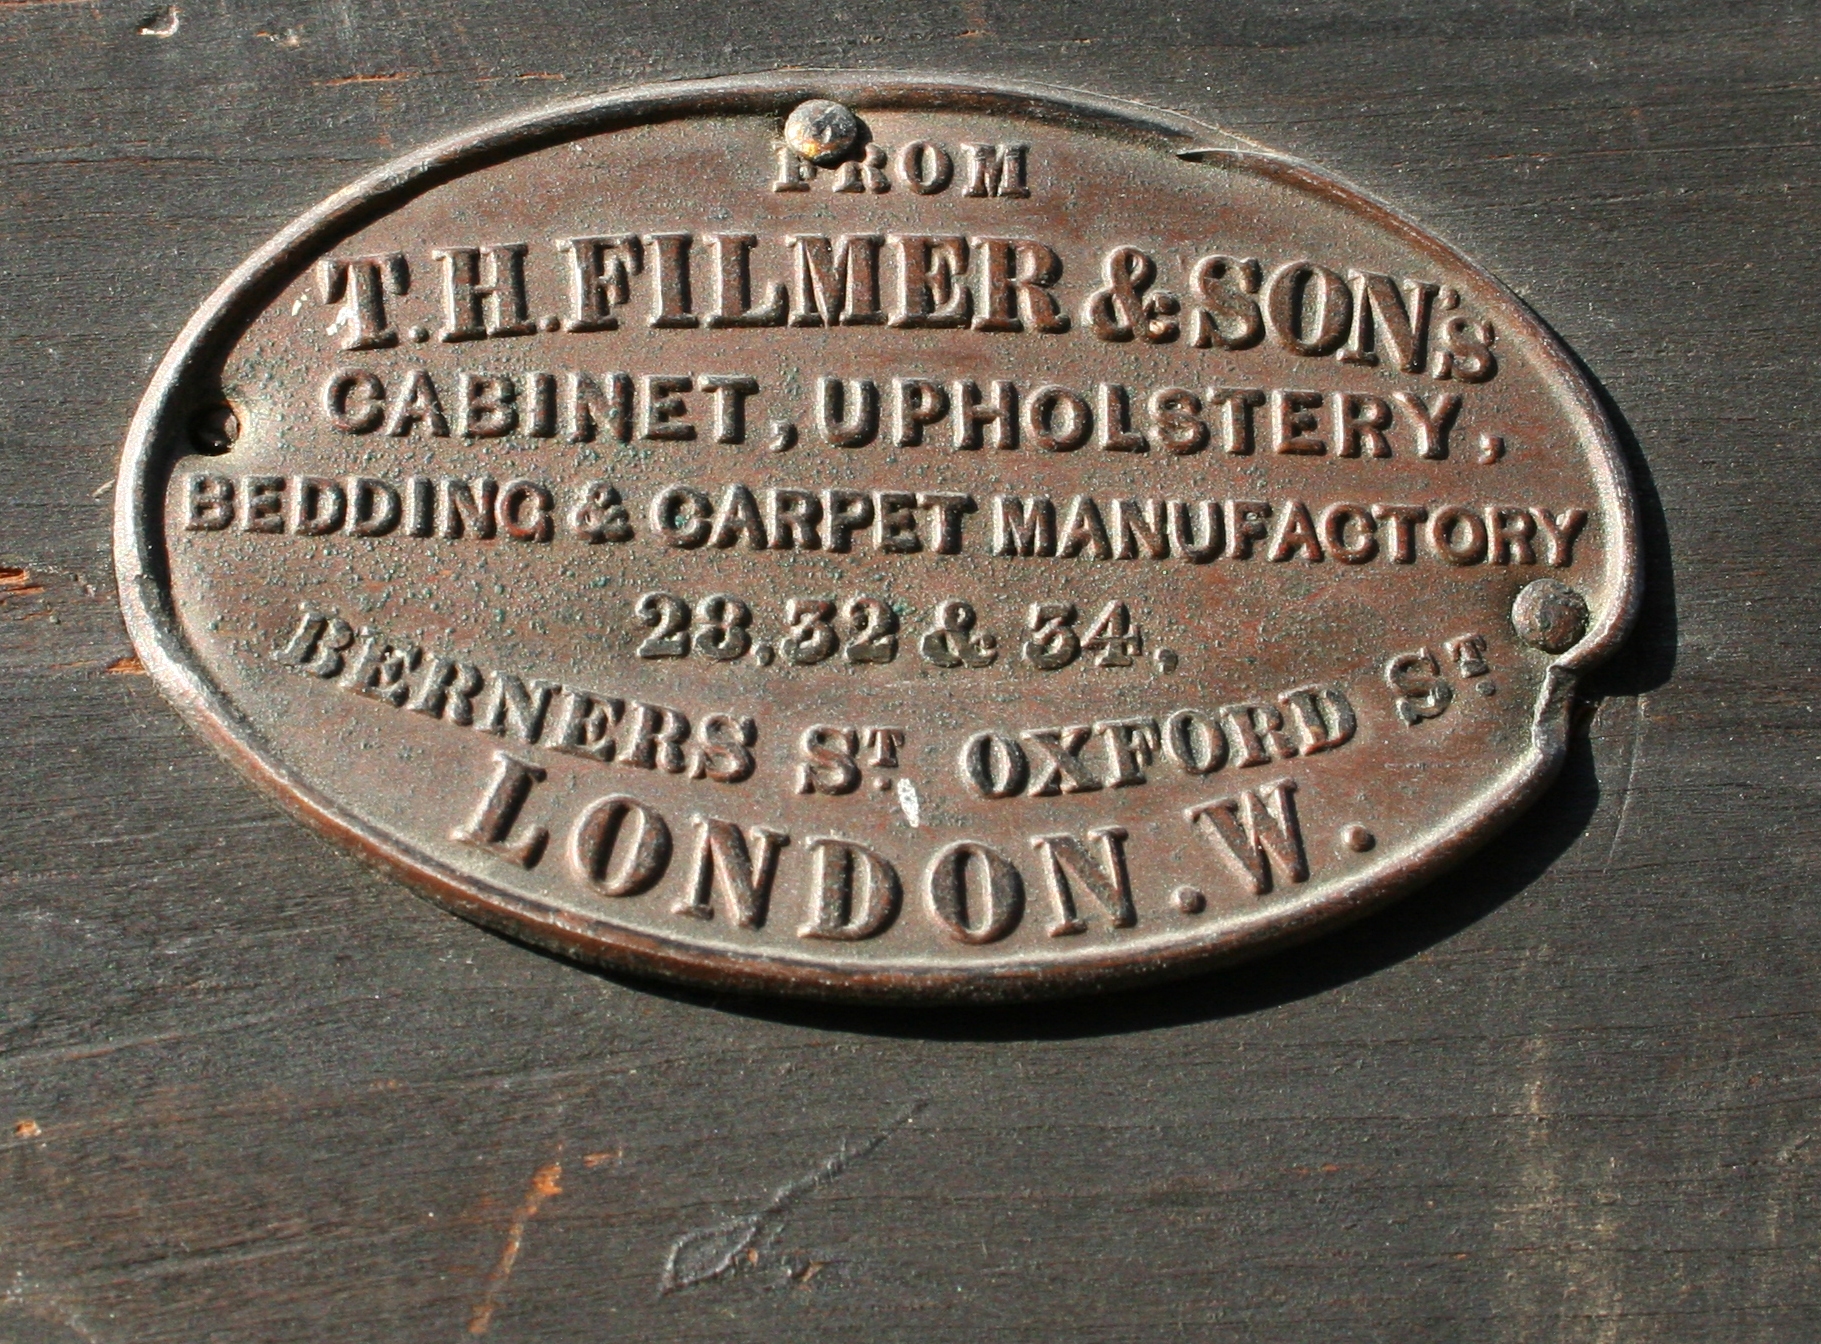 FROM
T.H.FILMER & SON'S
CABINET, UPHOLSTERY,
BEDDING & CARPET MANUFACTORY
28,32 & 34,
BERNERS ST. OXFORD ST.
LONDON.W.